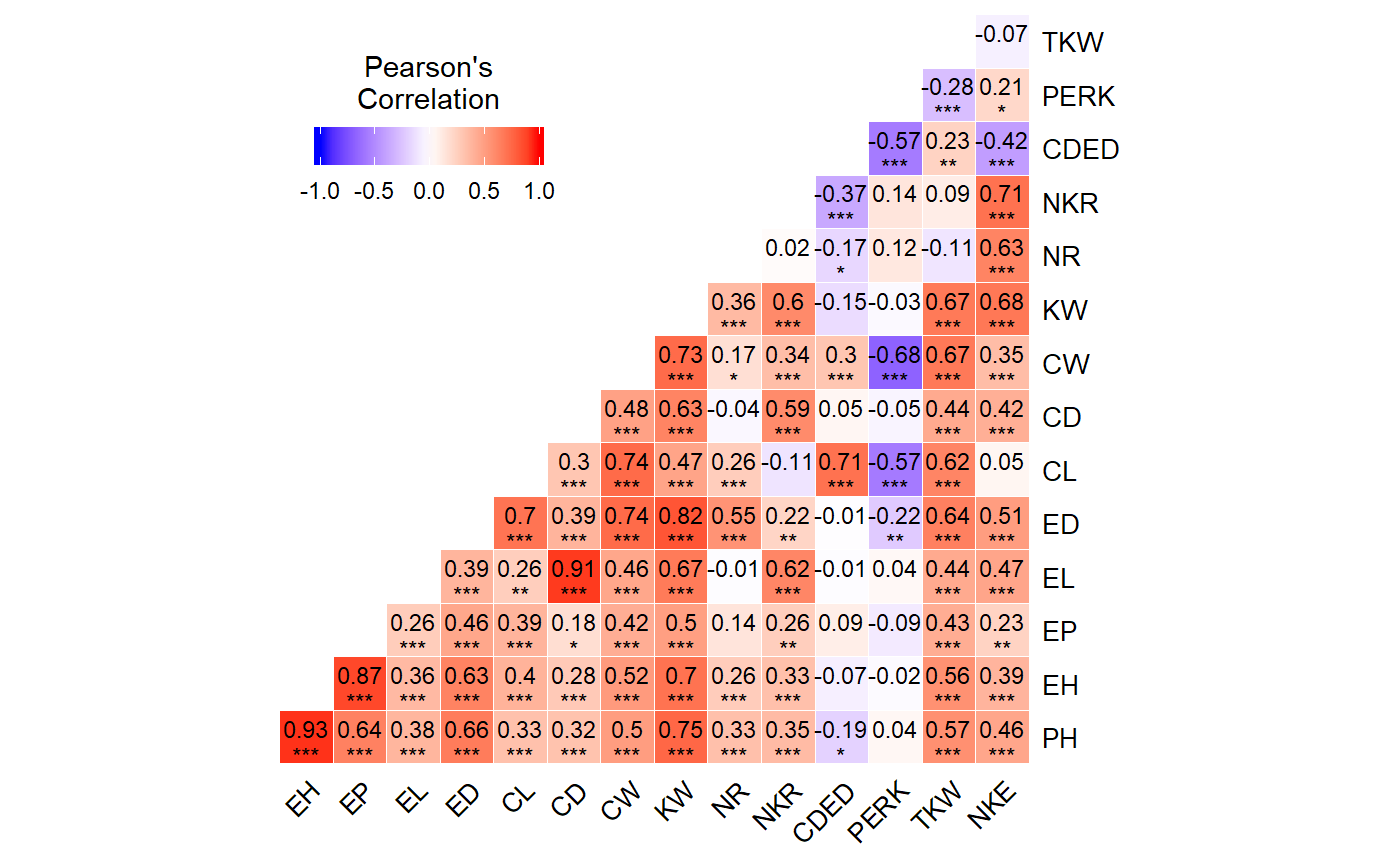 Pearson's
Correlation
-1.0 -0.5 0.0 0.5 1.0
-0.07 TKW
-0.28 0.21 PERK
*** *
-0.57 0.23 -0.42 CDED
*** ** ***
-0.37 0.14 0.09 0.71 NKR
*** ***
0.02 -0.17 0.12 -0.11 0.63 NR
* ***
0.36 0.6 -0.15 -0.03 0.67 0.68 KW
*** *** *** ***
0.73 0.17 0.34 0.3 -0.68 0.67 0.35 CW
*** * *** *** *** *** ***
0.48 0.63 -0.04 0.59 0.05 -0.05 0.44 0.42 CD
*** *** *** *** ***
0.3 0.74 0.47 0.26 -0.11 0.71 -0.57 0.62 0.05 CL
*** *** *** *** *** *** ***
0.7 0.39 0.74 0.82 0.55 0.22 -0.01 -0.22 0.64 0.51 ED
*** *** *** *** *** ** ** *** ***
0.39 0.26 0.91 0.46 0.67 -0.01 0.62 -0.01 0.04 0.44 0.47 EL
*** ** *** *** *** *** *** ***
0.26 0.46 0.39 0.18 0.42 0.5 0.14 0.26 0.09 -0.09 0.43 0.23 EP
*** *** *** * *** *** ** *** **
0.87 0.36 0.63 0.4 0.28 0.52 0.7 0.26 0.33 -0.07 -0.02 0.56 0.39 EH
*** *** *** *** *** *** *** *** *** *** ***
0.93 0.64 0.38 0.66 0.33 0.32 0.5 0.75 0.33 0.35 -0.19 0.04 0.57 0.46 PH
*** *** *** *** *** *** *** *** *** *** * *** ***
EH EP EL ED CL CD CW KW NR NKR CDED PERK TKW NKE